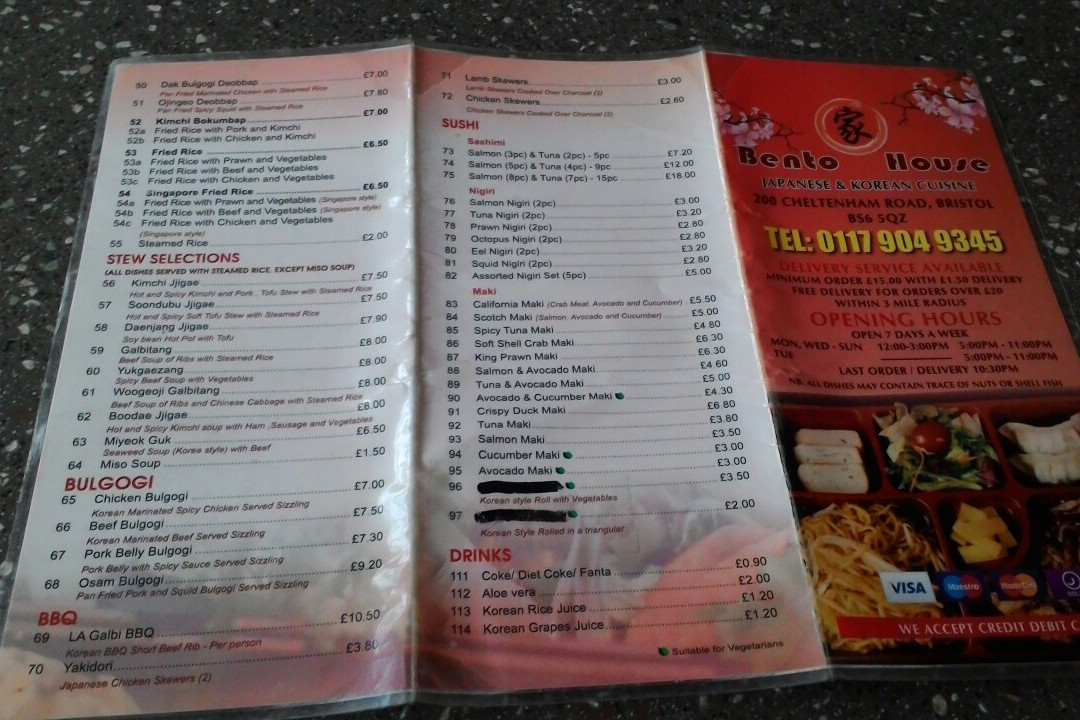 50 Dak Bulgogi Deobbap £7.00
Pan Fried Marinated Chicken with Steamed Rice
51 Ojingeo Deobbap £7.80
Pan Fried Spicy Squid with Steamed Rice
52 Kimchi Bokumbap £7.00
52a Fried Rice with Pork and Kimchi
52b Fried Rice with Chicken and Kimchi
53 Fried Rice £6.50
53a Fried Rice with Prawn and Vegetables
53b Fried Rice with Beef and Vegetables
53c Fried Rice with Chicken and Vegetables
54 Singapore Fried Rice £6.50
54a Fried Rice with Prawn and Vegetables (Singapore style)
54b Fried Rice with Beef and Vegetables (Singapore style)
54c Fried Rice with Chicken and Vegetables
(Singapore style)
55 Steamed Rice £2.00
STEW SELECTIONS
(ALL DISHES SERVED WITH STEAMED RICE. EXCEPT MISO SOUP)
56 Kimchi Jjigae £7.50
Hot and Spicy Kimchi and Pork, Tofu Stew with Steamed Rice
57 Soondubu Jjigae £7.50
Hot and Spicy Soft Tofu Stew with Steamed Rice
58 Daenjang Jjigae £7.90
Soy bean Hot Pot with Tofu
59 Galbitang £8.00
Beef Soup of Ribs with Steamed Rice
60 Yukgaezang £8.00
Spicy Beef Soup with Vegetables
61 Woogeoji Galbitang £8.00
Beef Soup of Ribs and Chinese Cabbage with Steamed Rice
62 Boodae Jjigae £8.00
Hot and Spicy Kimchi soup with Ham ,Sausage and Vegetables
63 Miyeok Guk £6.50
Seaweed Soup (Korea style) with Beef
64 Miso Soup £1.50
BULGOGI
65 Chicken Bulgogi £7.00
Korean Marinated Spicy Chicken Served Sizzling
66 Beef Bulgogi £7.50
Korean Marinated Beef Served Sizzling
67 Pork Belly Bulgogi £7.30
Pork Belly with Spicy Sauce Served Sizzling
68 Osam Bulgogi £9.20
Pan Fried Pork and Squid Bulgogi Served Sizzling
BBQ
69 LA Galbi BBQ £10.50
Korean BBQ Short Beef Rib - Per person
70 Yakidori £3.80
Japanese Chicken Skewers (2)
71 Lamb Skewers £3.00
Lamb Skewers Cooked Over Charcoal (3)
72 Chicken Skewers £2.60
Chicken Skewers Cooked Over Charcoal (3)
SUSHI
Sashimi
73 Salmon (3pc) & Tuna (2pc) - 5pc £7.20
74 Salmon (5pc) & Tuna (4pc) - 9pc £12.00
75 Salmon (8pc) & Tuna (7pc) - 15pc £18.00
Nigiri
76 Salmon Nigiri (2pc) £3.00
77 Tuna Nigiri (2pc) £3.20
78 Prawn Nigiri (2pc) £2.80
79 Octopus Nigiri (2pc) £2.80
80 Eel Nigiri (2pc) £3.20
81 Squid Nigiri (2pc) £2.80
82 Assorted Nigiri Set (5pc) £5.00
Maki
83 California Maki (Crab Meat, Avocado and Cucumber) £5.50
84 Scotch Maki (Salmon, Avocado and Cucumber) £5.00
85 Spicy Tuna Maki £4.80
86 Soft Shell Crab Maki £6.30
87 King Prawn Maki £6.30
88 Salmon & Avocado Maki £4.60
89 Tuna & Avocado Maki £5.00
90 Avocado & Cucumber Maki £4.30
91 Crispy Duck Maki £6.80
92 Tuna Maki £3.80
93 Salmon Maki £3.50
94 Cucumber Maki £3.00
95 Avocado Maki £3.00
96 £3.50
Korean style Roll with Vegetables
97 £2.00
Korean Style Rolled in a triangular
DRINKS
111 Coke/ Diet Coke/ Fanta £0.90
112 Aloe vera £2.00
113 Korean Rice Juice £1.20
114 Korean Grapes Juice £1.20
Suitable for Vegetarians
家
Bento House
JAPANESE & KOREAN CUISINE
200 CHELTENHAM ROAD, BRISTOL
BS6 5QZ
TEL: 0117 904 9345
DELIVERY SERVICE AVAILABLE
MINIMUM ORDER £15.00 WITH £1.50 DELIVERY
FREE DELIVERY FOR ORDERS OVER £20
WITHIN 3 MILE RADIUS
OPENING HOURS
OPEN 7 DAYS A WEEK
MON, WED - SUN 12:00-3:00PM 5:00PM - 11:00PM
TUE 5:00PM - 11:00PM
LAST ORDER / DELIVERY 10:30PM
NB. ALL DISHES MAY CONTAIN TRACE OF NUTS OR SHELL FISH
VISA Maestro MasterCard
WE ACCEPT CREDIT DEBIT C